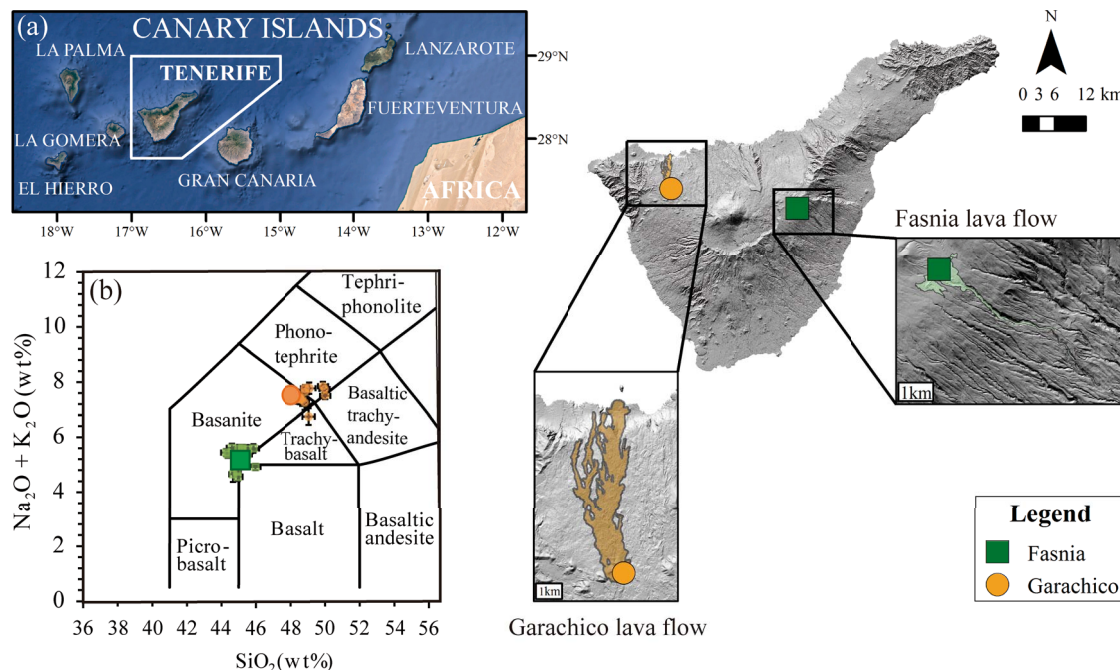 (a)
CANARY ISLANDS
LA PALMA
LANZAROTE
TENERIFE
FUERTEVENTURA
LA GOMERA
EL HIERRO
GRAN CANARIA
AFRICA
29°N
28°N
18°W 17°W 16°W 15°W 14°W 13°W 12°W
N
0 3 6 12 km
Fasnia lava flow
1km
1km
Garachico lava flow
Legend
Fasnia
Garachico
(b)
Na₂O + K₂O (wt%)
12
10
8
6
4
2
0
Tephri-
phonolite
Phono-
tephrite
Basanite
Basaltic
trachy-
andesite
Trachy-
basalt
Basalt
Basaltic
andesite
Picro-
basalt
36 38 40 42 44 46 48 50 52 54 56
SiO₂ (wt%)